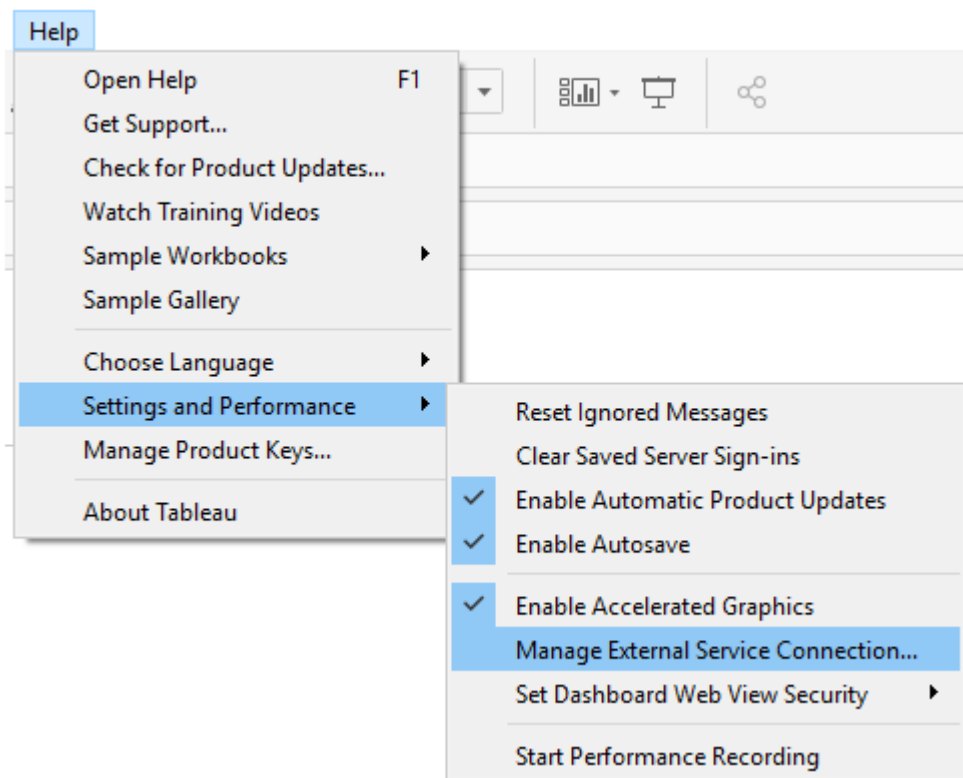 Help
Open Help F1
Get Support...
Check for Product Updates...
Watch Training Videos
Sample Workbooks
Sample Gallery
Choose Language
Settings and Performance
Manage Product Keys...
About Tableau
Reset Ignored Messages
Clear Saved Server Sign-ins
Enable Automatic Product Updates
Enable Autosave
Enable Accelerated Graphics
Manage External Service Connection...
Set Dashboard Web View Security
Start Performance Recording